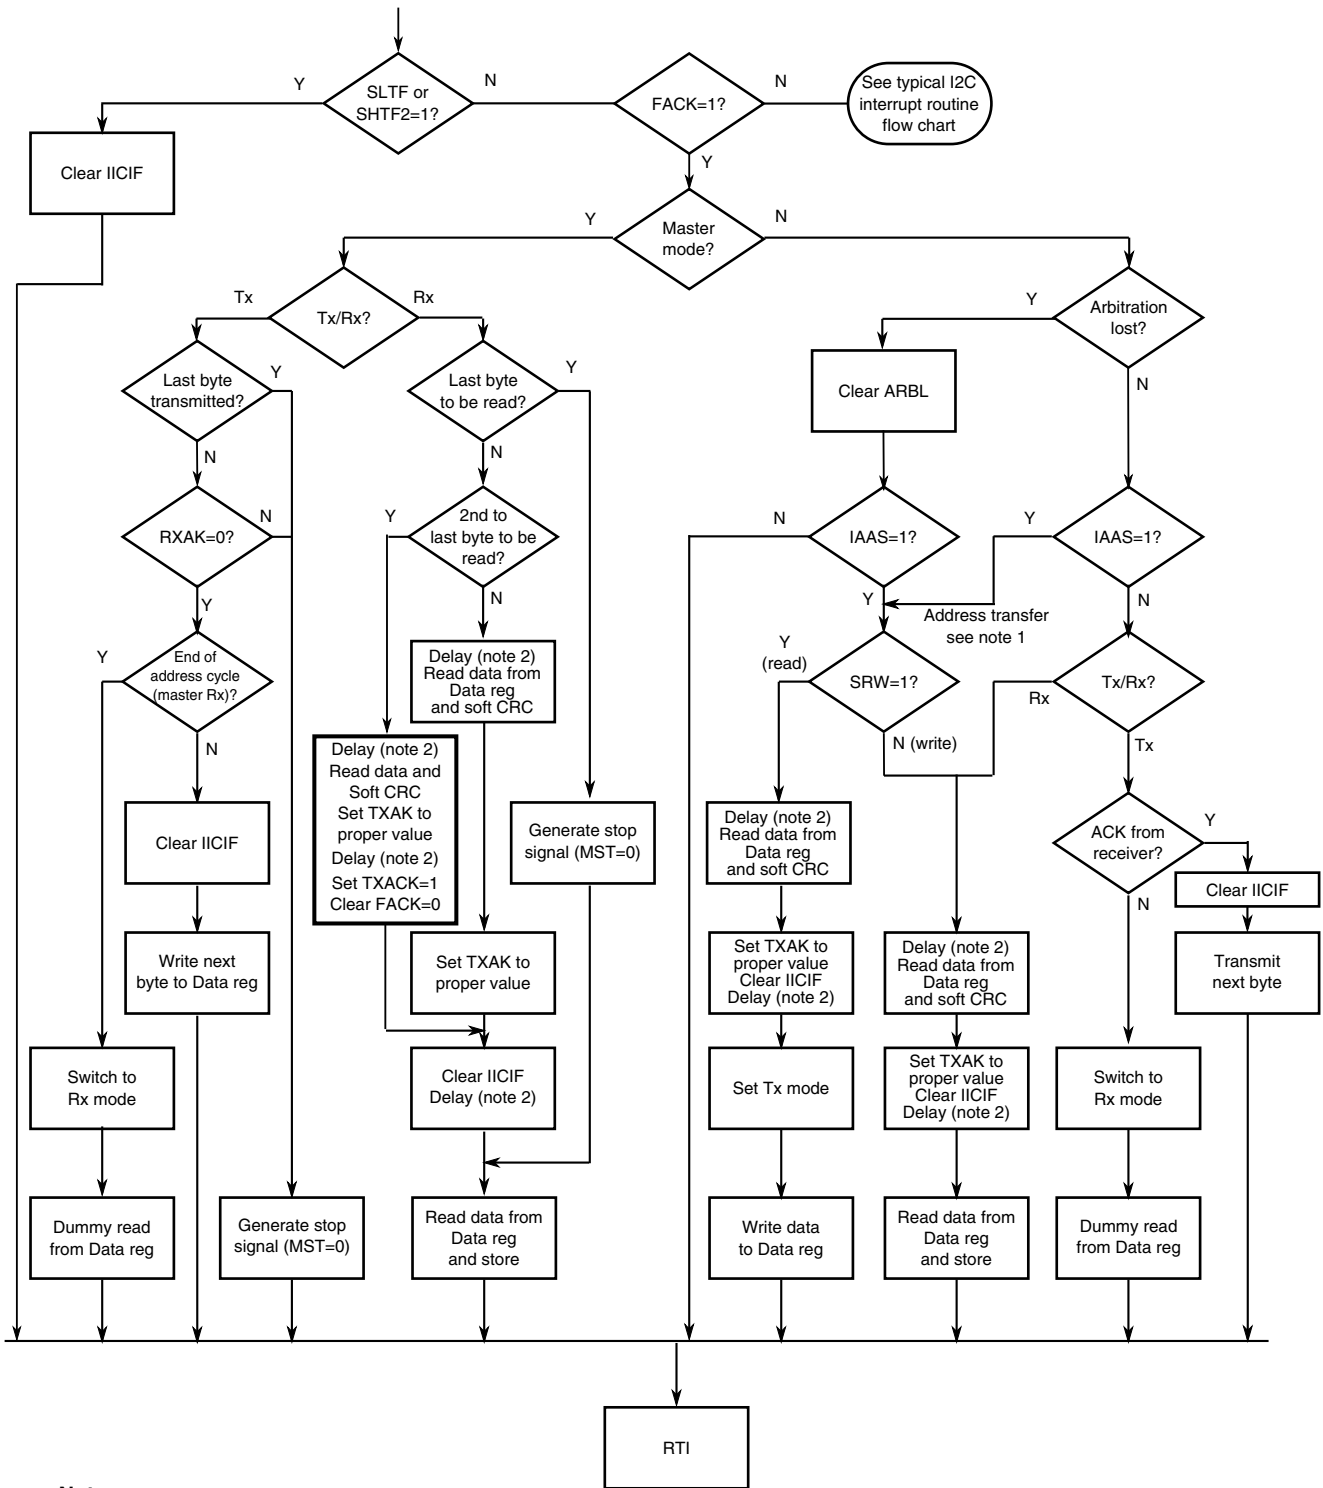 Y
SLTF or
SHTF2=1?
N
FACK=1?
N
See typical I2C
interrupt routine
flow chart
Clear IICIF
Y
Y
Master
mode?
N
Tx
Tx/Rx?
Rx
Y
Arbitration
lost?
Last byte
transmitted?
Y
Last byte
to be read?
Y
Clear ARBL
N
N
N
RXAK=0?
N
Y
2nd to
last byte to be
read?
N
IAAS=1?
Y
IAAS=1?
Y
N
Y
Address transfer
see note 1
N
Y
End of
address cycle
(master Rx)?
Delay (note 2)
Read data from
Data reg
and soft CRC
Y
(read)
SRW=1?
Rx
Tx/Rx?
N
N (write)
Tx
Delay (note 2)
Read data and
Soft CRC
Set TXAK to
proper value
Delay (note 2)
Set TXACK=1
Clear FACK=0
Clear IICIF
Generate stop
signal (MST=0)
Delay (note 2)
Read data from
Data reg
and soft CRC
ACK from
receiver?
Y
Clear IICIF
N
Write next
byte to Data reg
Set TXAK to
proper value
Set TXAK to
proper value
Clear IICIF
Delay (note 2)
Delay (note 2)
Read data from
Data reg
and soft CRC
Transmit
next byte
Switch to
Rx mode
Clear IICIF
Delay (note 2)
Set Tx mode
Set TXAK to
proper value
Clear IICIF
Delay (note 2)
Switch to
Rx mode
Dummy read
from Data reg
Generate stop
signal (MST=0)
Read data from
Data reg
and store
Write data
to Data reg
Read data from
Data reg
and store
Dummy read
from Data reg
RTI